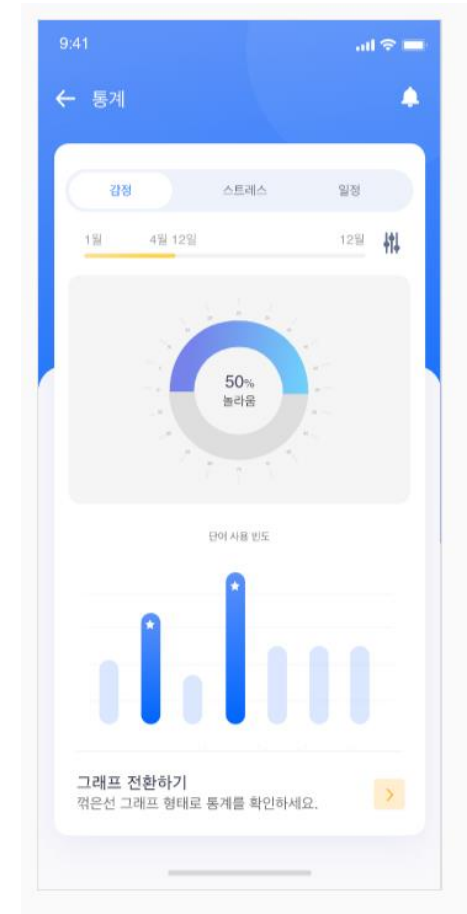 9:41
통계
감정 스트레스 일정
1월 4월 12일 12월
50%
놀라움
단어 사용 빈도
그래프 전환하기
꺾은선 그래프 형태로 통계를 확인하세요.